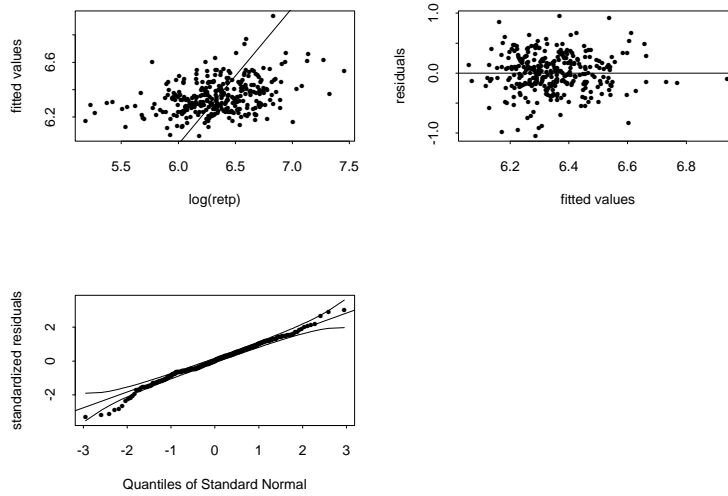 fitted values
6.2 6.6
5.5 6.0 6.5 7.0 7.5
log(retp)
residuals
-1.0 0.0 1.0
6.2 6.4 6.6 6.8
fitted values
standardized residuals
-2 0 2
-3 -2 -1 0 1 2 3
Quantiles of Standard Normal